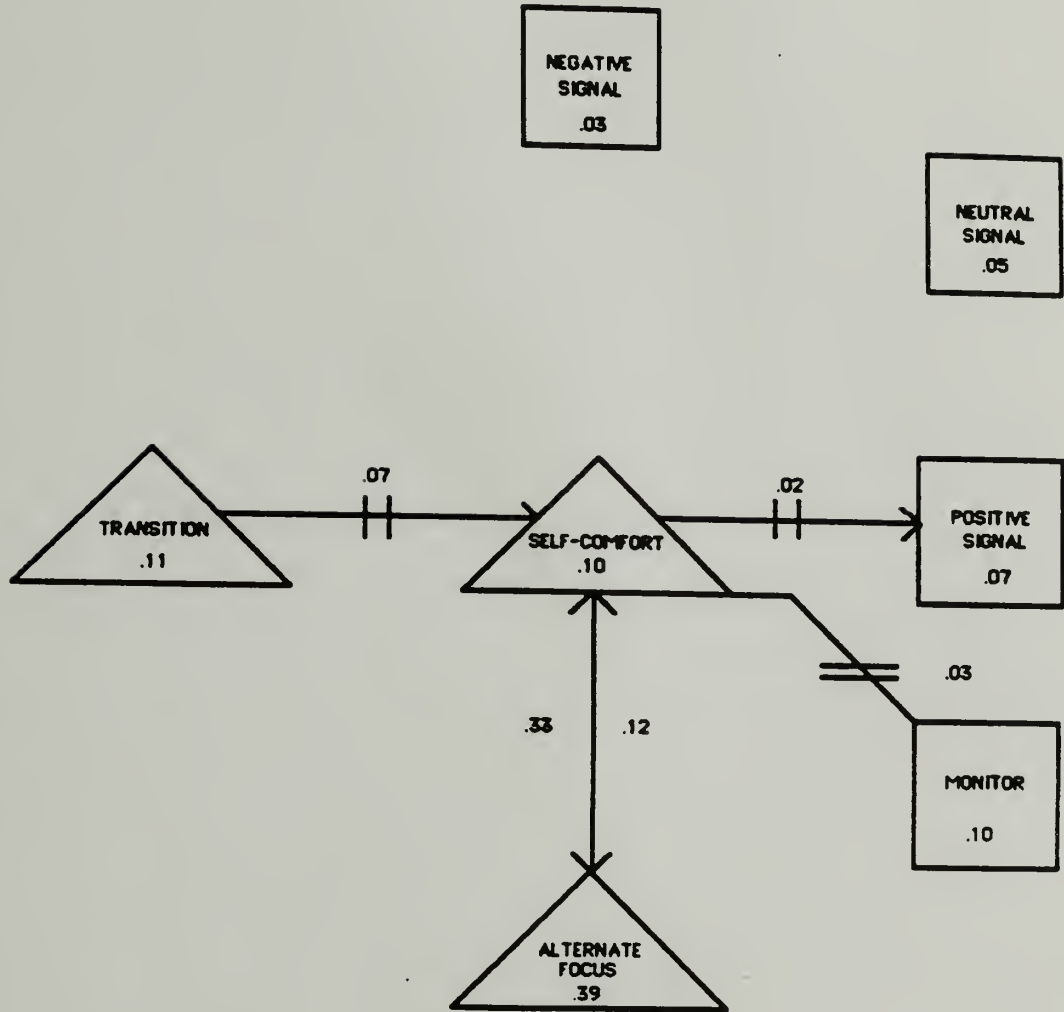 NEGATIVE
SIGNAL
.03
NEUTRAL
SIGNAL
.05
.07
.02
TRANSITION
.11
SELF-COMFORT
.10
POSITIVE
SIGNAL
.07
.03
.33
.12
MONITOR
.10
ALTERNATE
FOCUS
.39